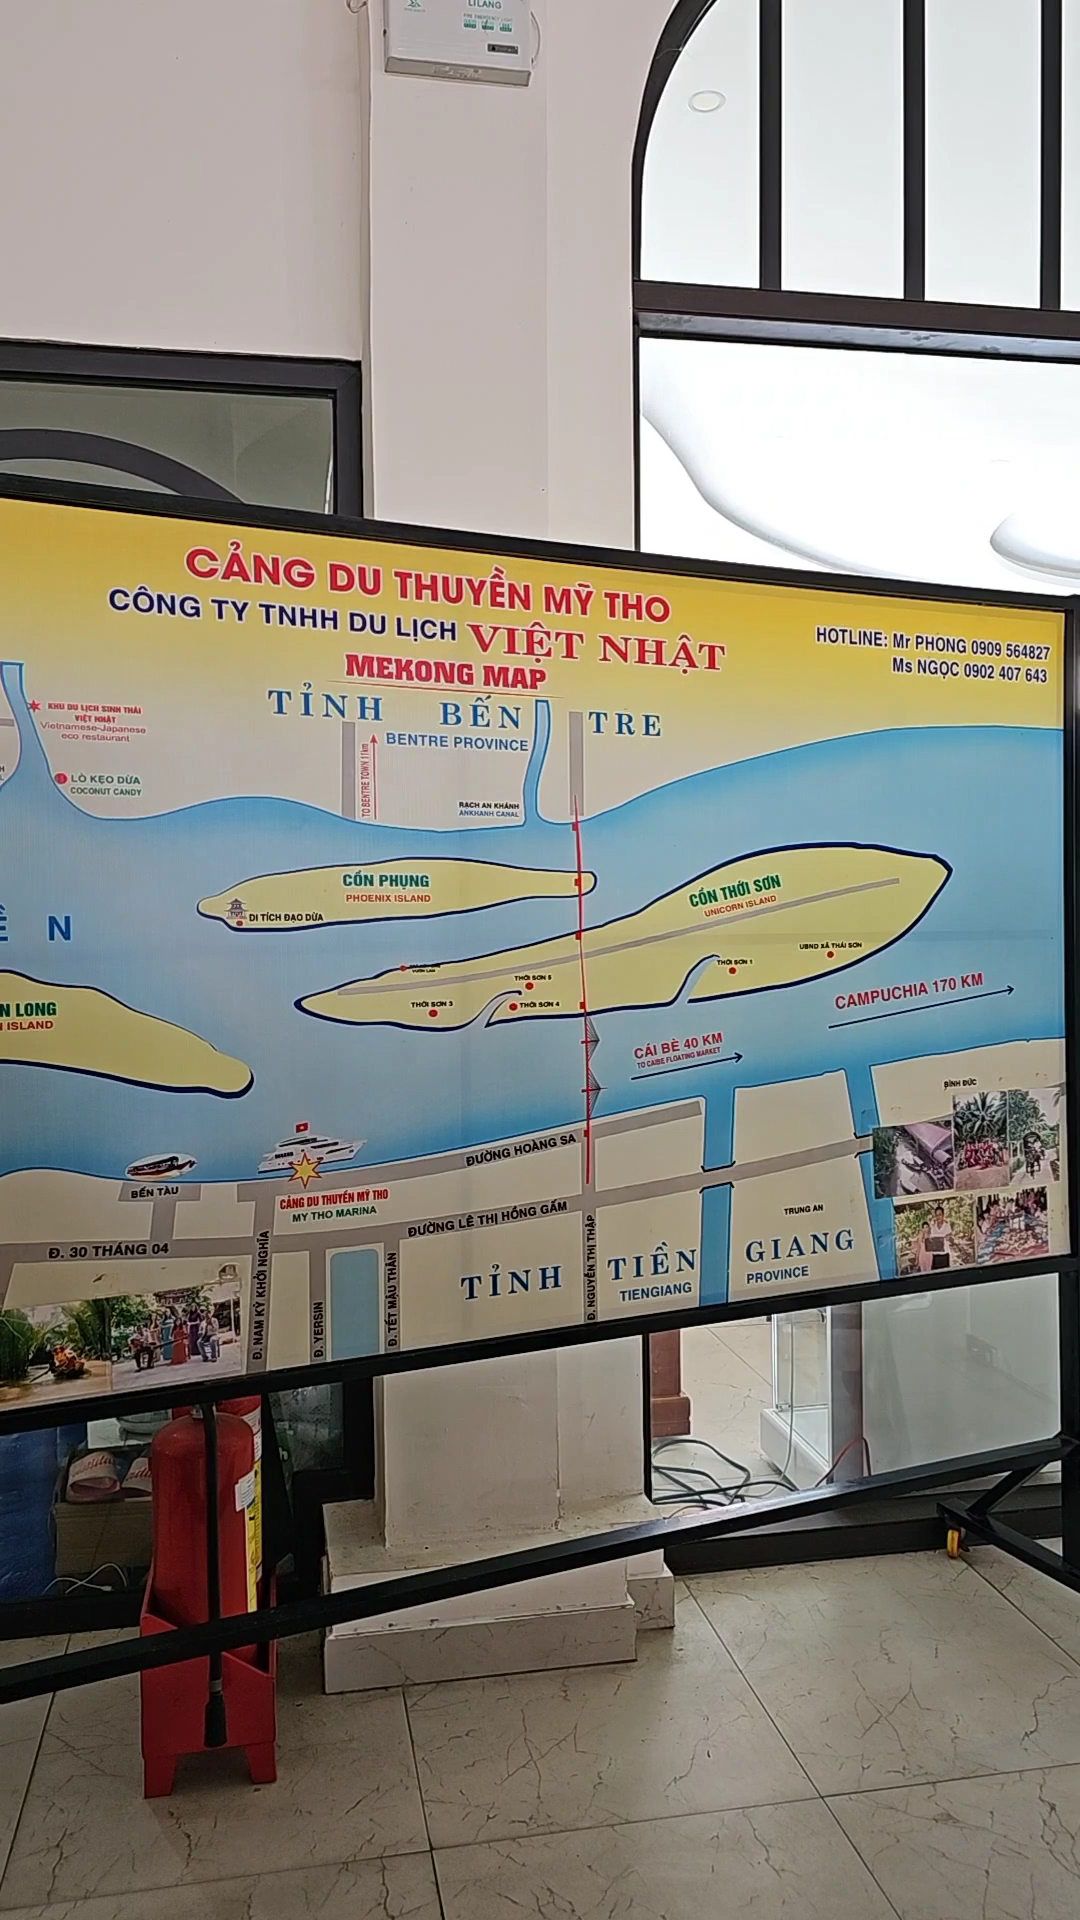 LILANG
CẢNG DU THUYỀN MỸ THO
CÔNG TY TNHH DU LỊCH VIỆT NHẬT
MEKONG MAP
HOTLINE: Mr PHONG 0909 564827
Ms NGỌC 0902 407 643
TỈNH BẾN TRE
BENTRE PROVINCE
KHU DU LỊCH SINH THÁI
VIỆT NHẬT
Vietnamese-Japanese
eco restaurant
LÒ KẸO DỪA
COCONUT CANDY
TO BENTRE TOWN 11km
RẠCH AN KHÁNH
ANKHANH CANAL
CỒN PHỤNG
PHOENIX ISLAND
DI TÍCH ĐẠO DỪA
CỒN THỚI SƠN
UNICORN ISLAND
Ề N
UBND XÃ THÁI SƠN
THỚI SƠN 1
THỚI SƠN 5
THỚI SƠN 3
THỚI SƠN 4
N LONG
ISLAND
CAMPUCHIA 170 KM
CÁI BÈ 40 KM
TO CAIBE FLOATING MARKET
BÌNH ĐỨC
ĐƯỜNG HOÀNG SA
BẾN TÀU
CẢNG DU THUYỀN MỸ THO
MY THO MARINA
ĐƯỜNG LÊ THỊ HỒNG GẤM
Đ. 30 THÁNG 04
Đ. NAM KỲ KHỞI NGHĨA
Đ. YERSIN
Đ. TẾT MẬU THÂN
Đ. NGUYỄN THỊ THẬP
TRUNG AN
TỈNH TIỀN GIANG
TIENGIANG PROVINCE